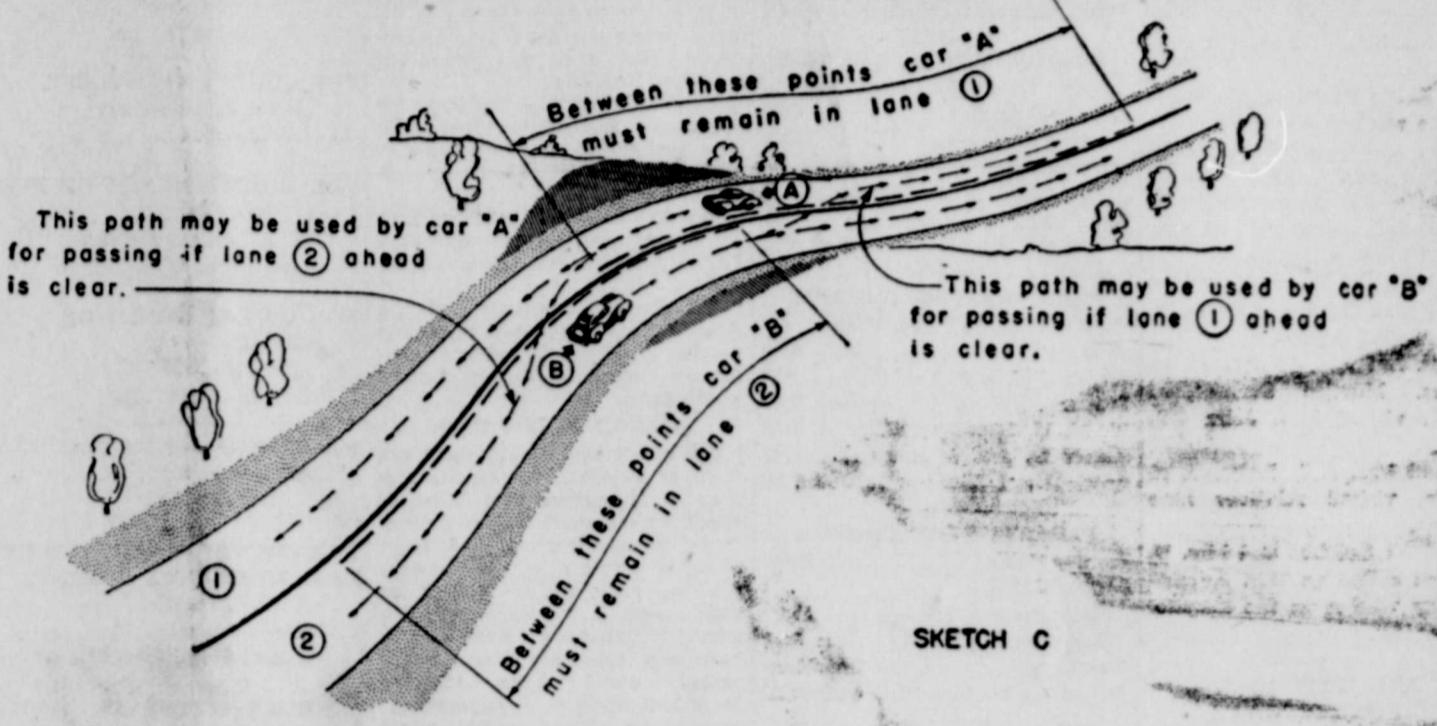 Between these points car "A"
must remain in lane ①
Ⓐ
This path may be used by car "A"
for passing if lane ② ahead
is clear.
This path may be used by car "B"
for passing if lane ① ahead
is clear.
Ⓑ
Between these points car "B"
must remain in lane ②
①
②
SKETCH C